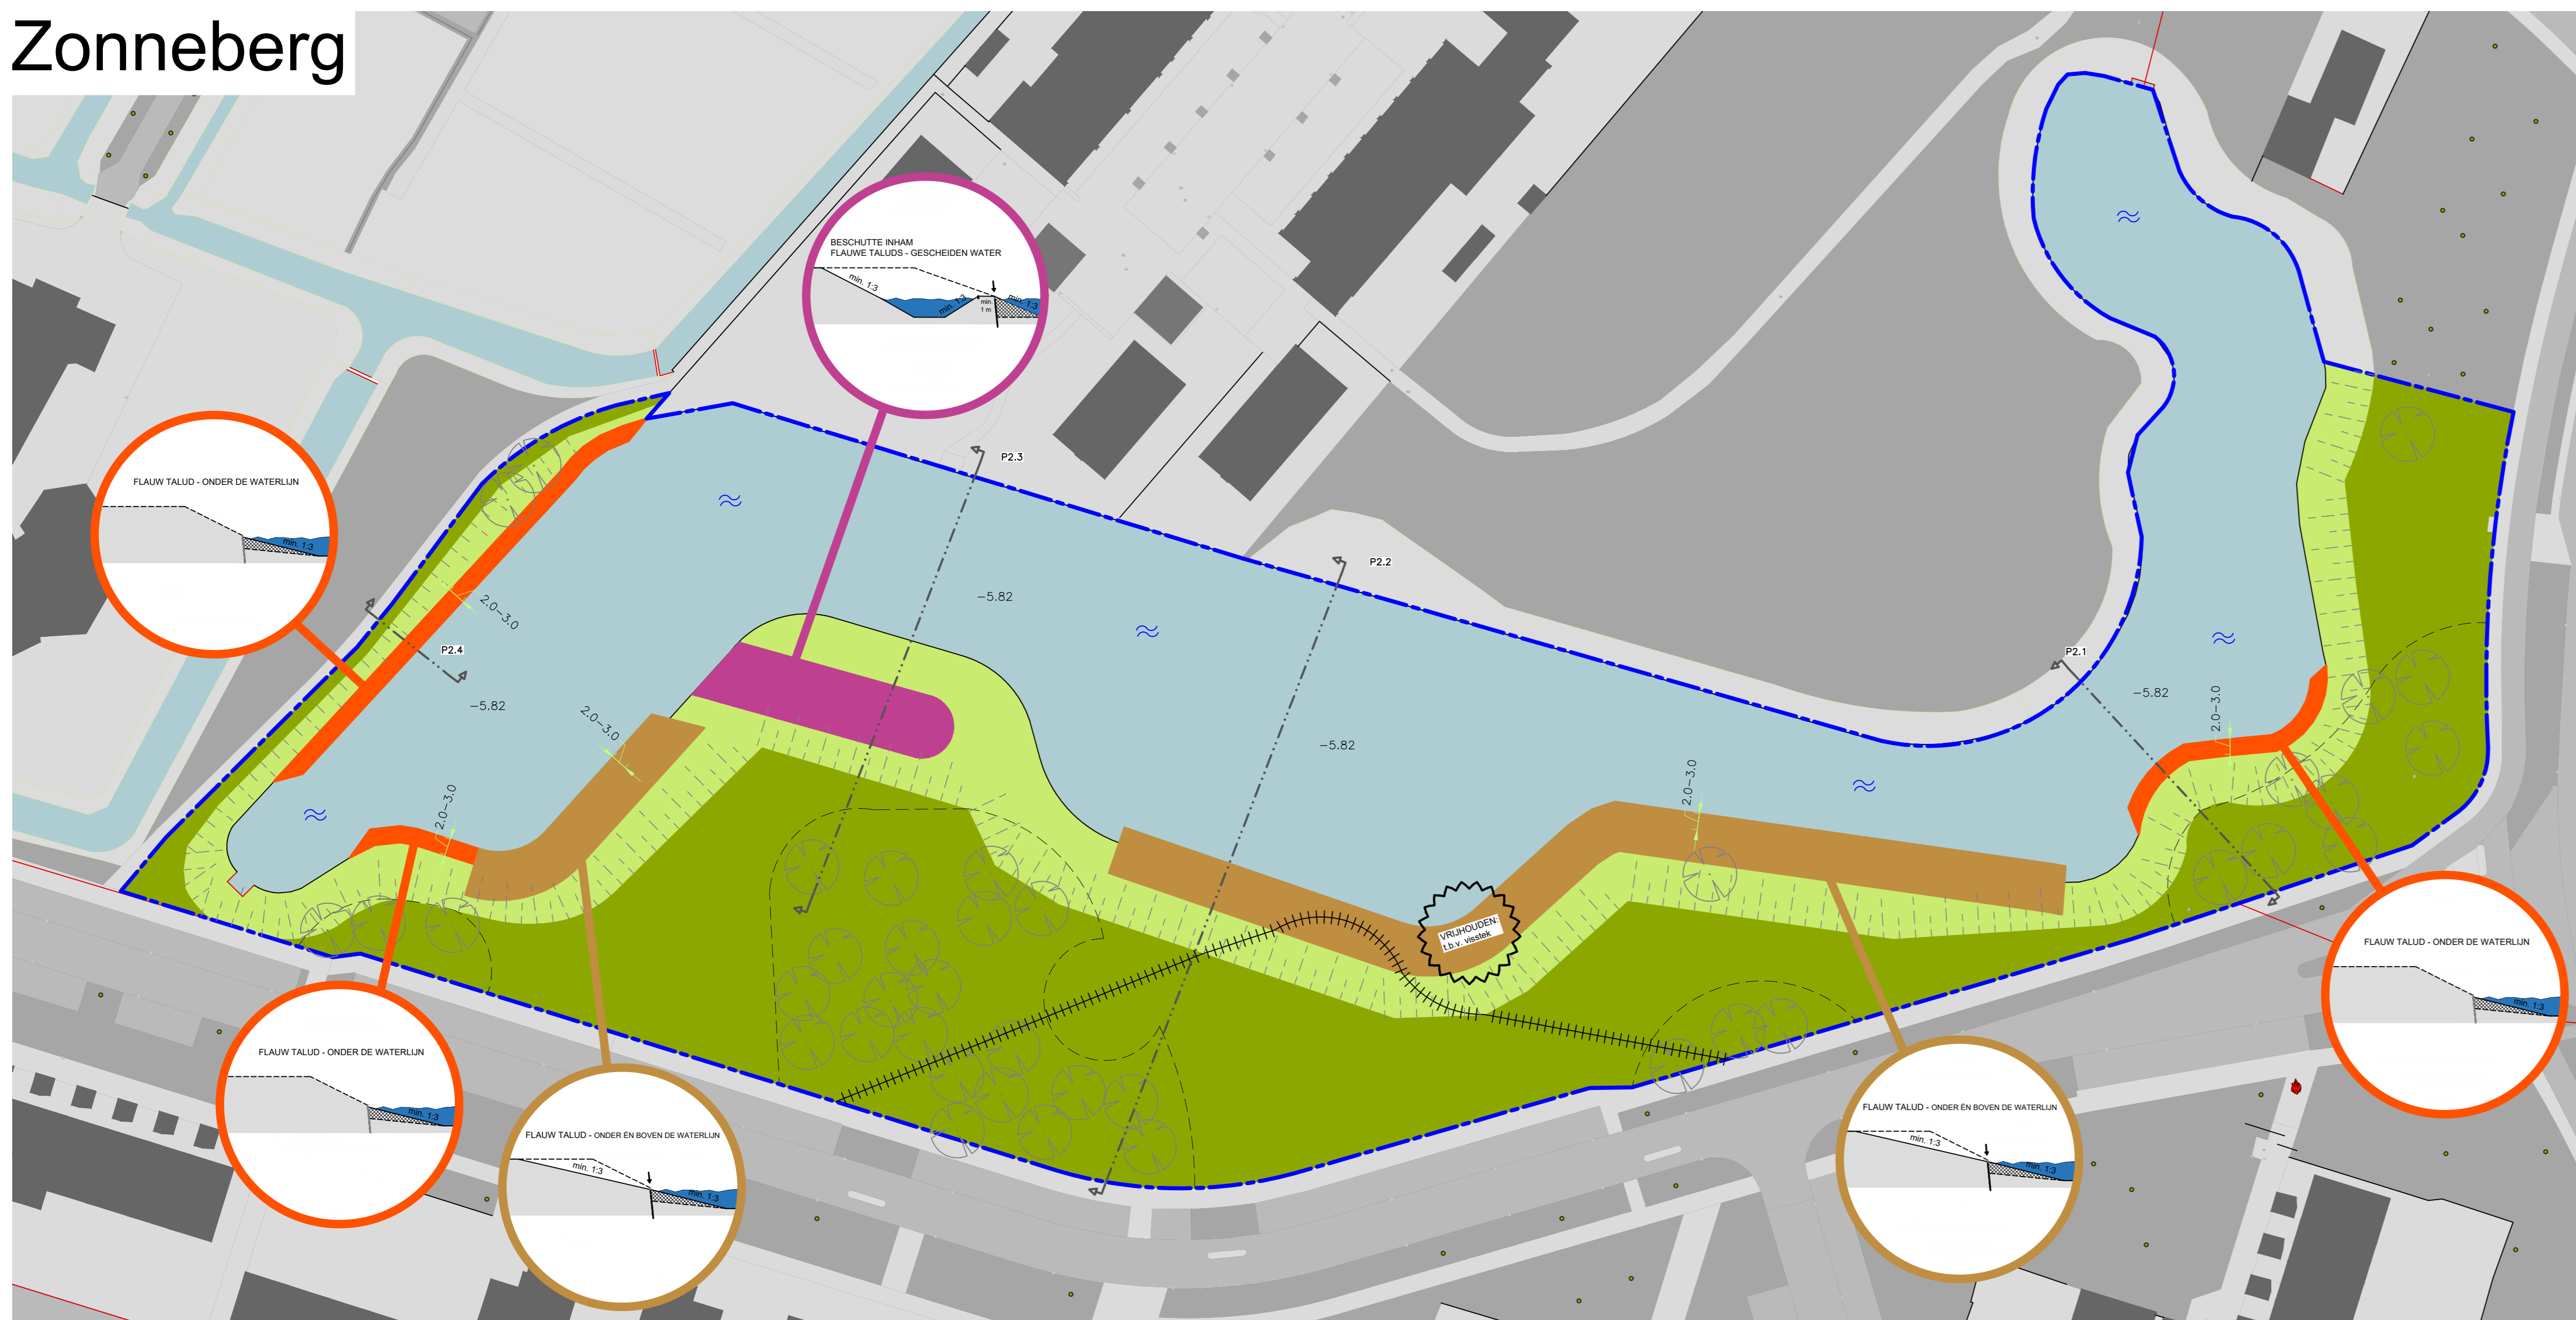 Zonneberg
BESCHUTTE INHAM
FLAUWE TALUDS - GESCHEIDEN WATER
min. 1:3
min. 1:3
min.
1 m
min. 1:3
P2.3
FLAUW TALUD - ONDER DE WATERLIJN
min. 1:3
P2.2
-5.82
2.0-3.0
P2.4
P2.1
-5.82
-5.82
2.0-3.0
2.0-3.0
-5.82
2.0-3.0
2.0-3.0
VRIJHOUDEN:
t.b.v. visstek
FLAUW TALUD - ONDER DE WATERLIJN
min. 1:3
FLAUW TALUD - ONDER DE WATERLIJN
min. 1:3
FLAUW TALUD - ONDER ÉN BOVEN DE WATERLIJN
min. 1:3
min. 1:3
FLAUW TALUD - ONDER ÉN BOVEN DE WATERLIJN
min. 1:3
min. 1:3